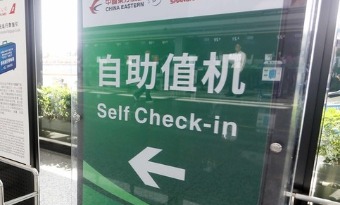 CHINA EASTERN
自助值机
Self Check-in